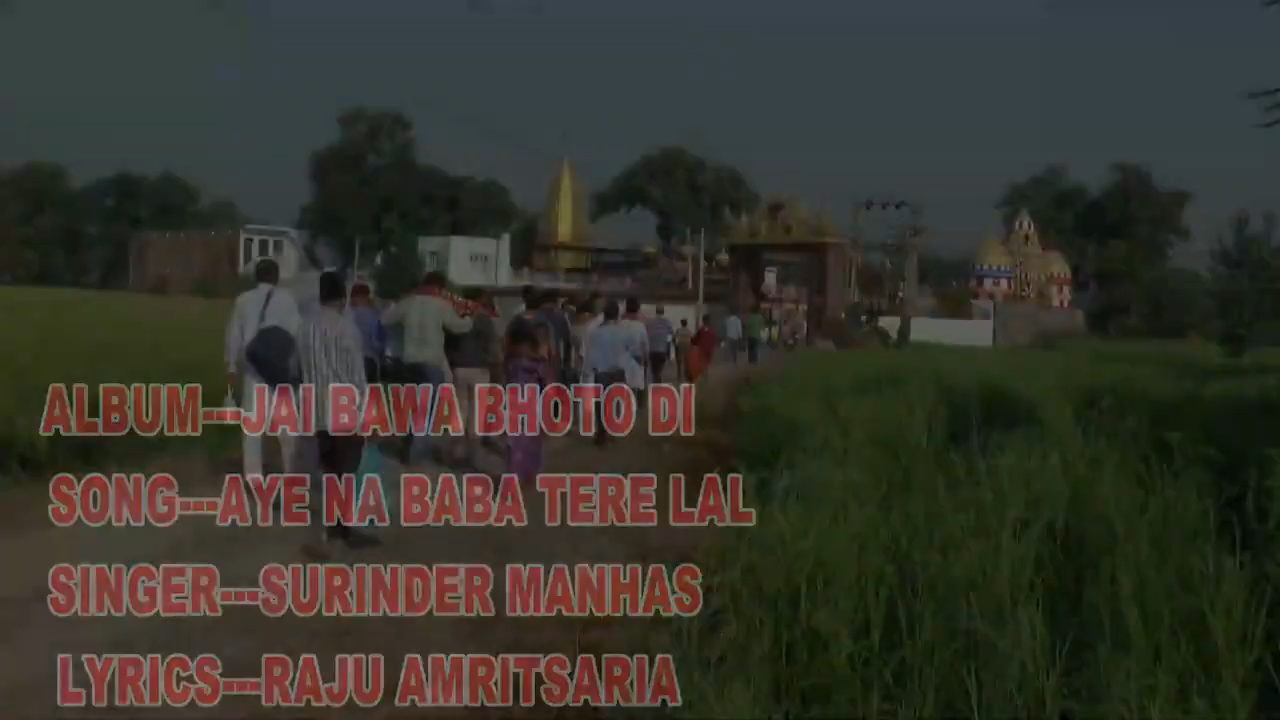 ALBUM---JAI BAWA BHOTO DI
SONG---AYE NA BABA TERE LAL
SINGER---SURINDER MANHAS
LYRICS---RAJU AMRITSARIA